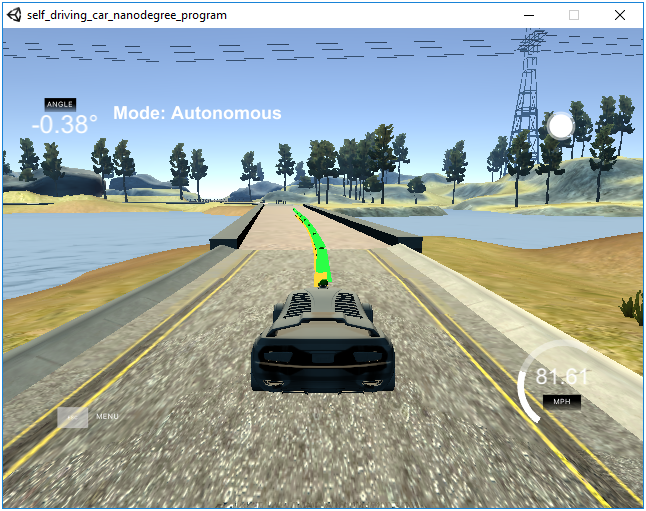 self_driving_car_nanodegree_program
ANGLE
-0.38°
Mode: Autonomous
81.61
MPH
MENU